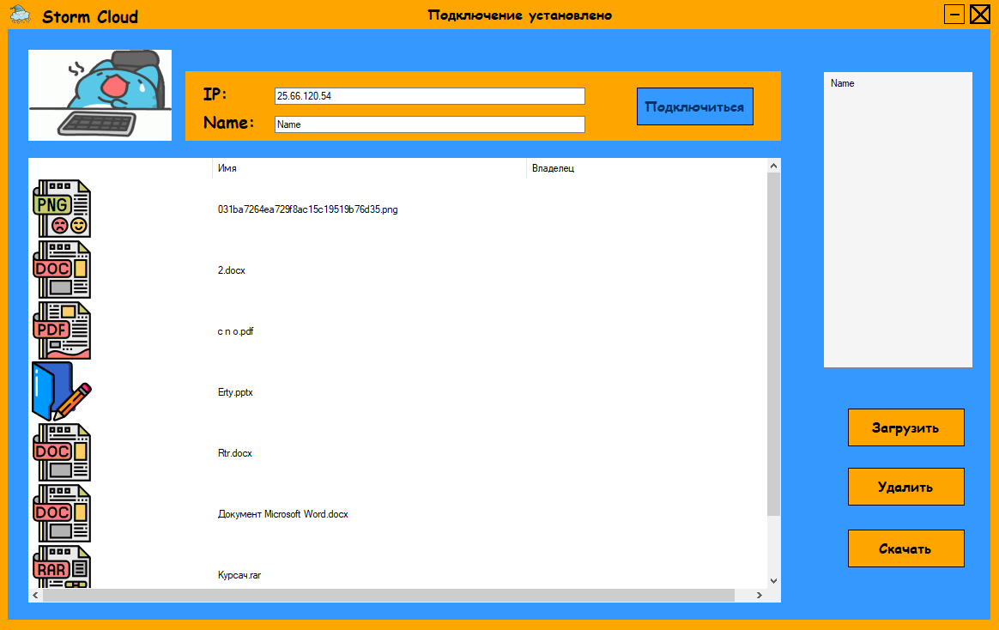 Storm Cloud
Подключение установлено
IP:
25.66.120.54
Подключиться
Name:
Name
Name
Имя
Владелец
PNG
031ba7264ea729f8ac15c19519b76d35.png
DOC
2.docx
PDF
c n o.pdf
Erty.pptx
DOC
Rtr.docx
DOC
Документ Microsoft Word.docx
RAR
Курсач.rar
Загрузить
Удалить
Скачать